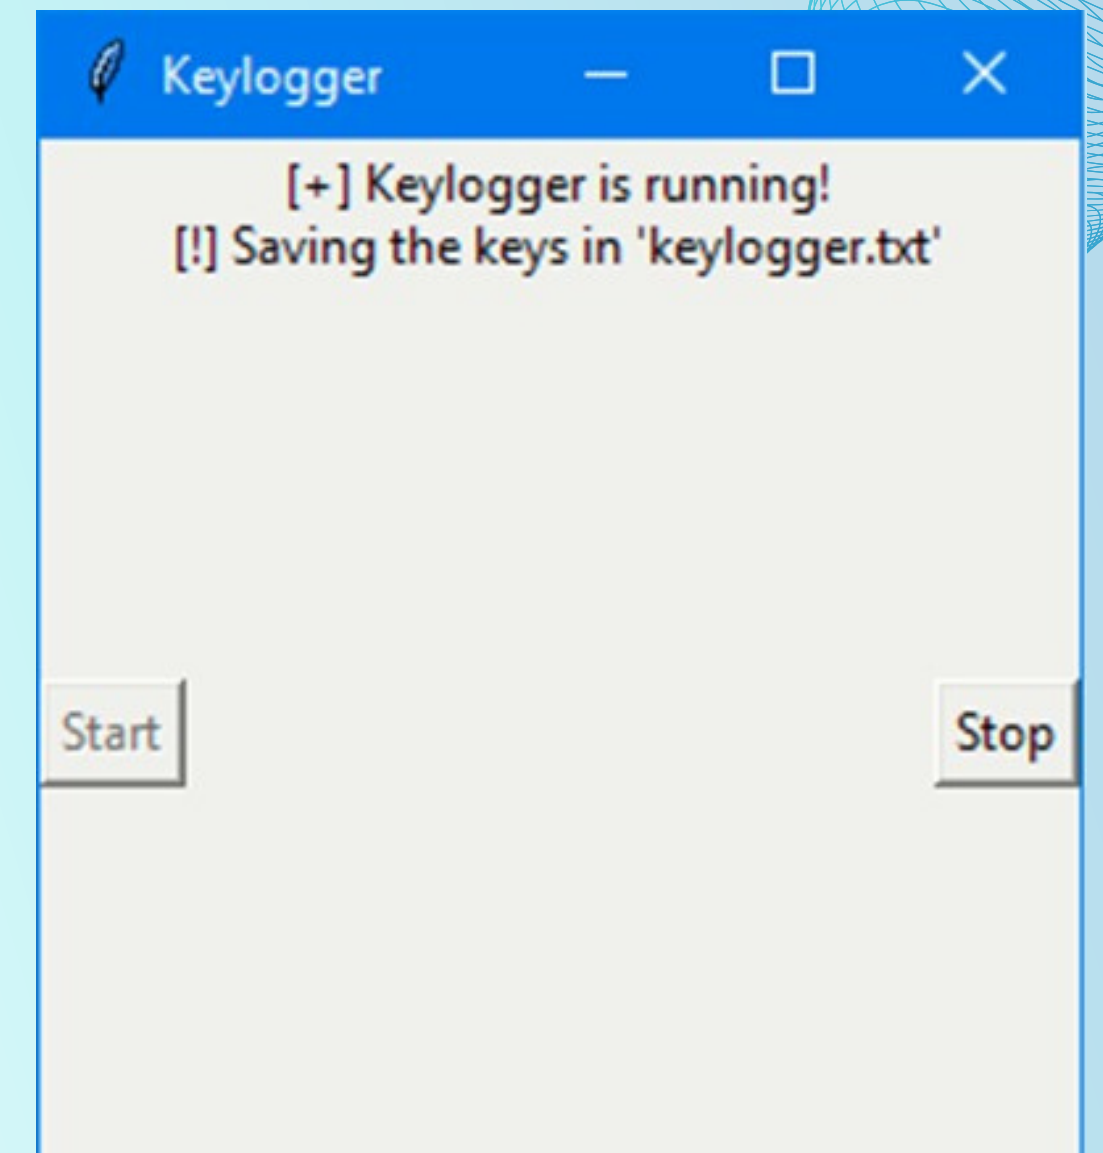 Keylogger
[+] Keylogger is running!
[!] Saving the keys in 'keylogger.txt'
Start Stop